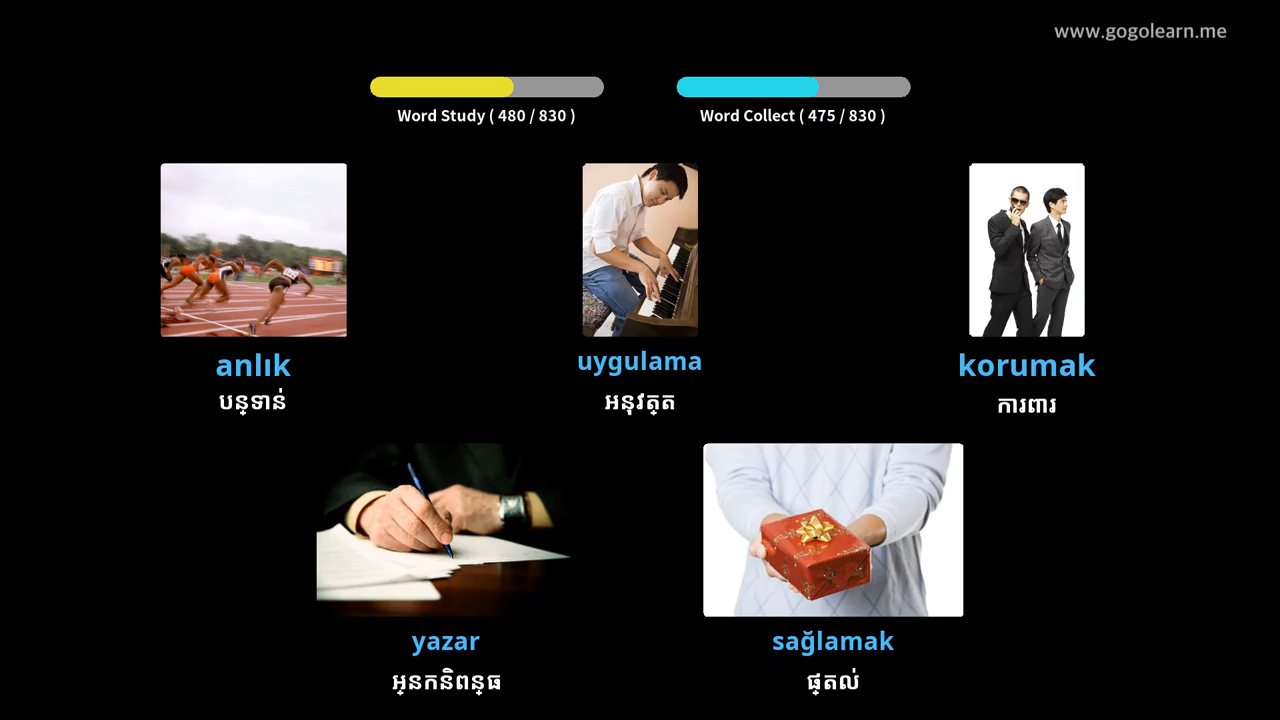 www.gogolearn.me
Word Study ( 480 / 830 )
Word Collect ( 475 / 830 )
anlık
បន្ទាន់
uygulama
អនុវត្ត
korumak
ការពារ
yazar
អ្នកនិពន្ធ
sağlamak
ផ្តល់